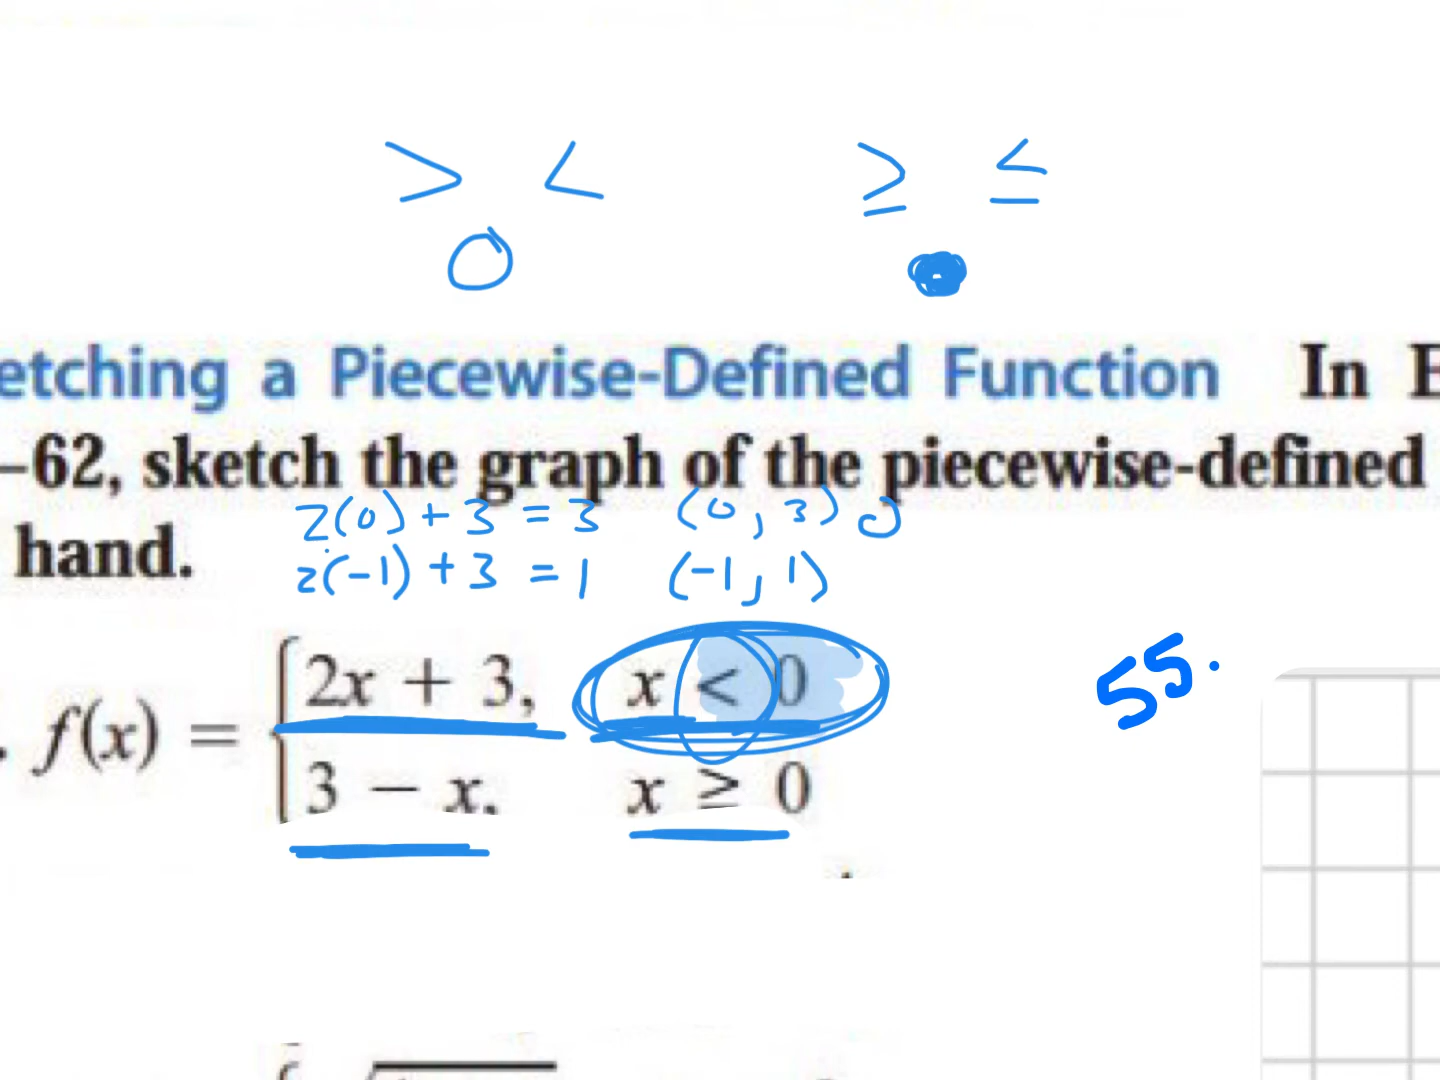 > < ≥ ≤
etching a Piecewise-Defined Function In E
–62, sketch the graph of the piecewise-defined
2(0) + 3 = 3 (0, 3)
hand.
2(-1) + 3 = 1 (-1, 1)
2x + 3, x < 0
55.
. f(x) =
3 − x, x ≥ 0